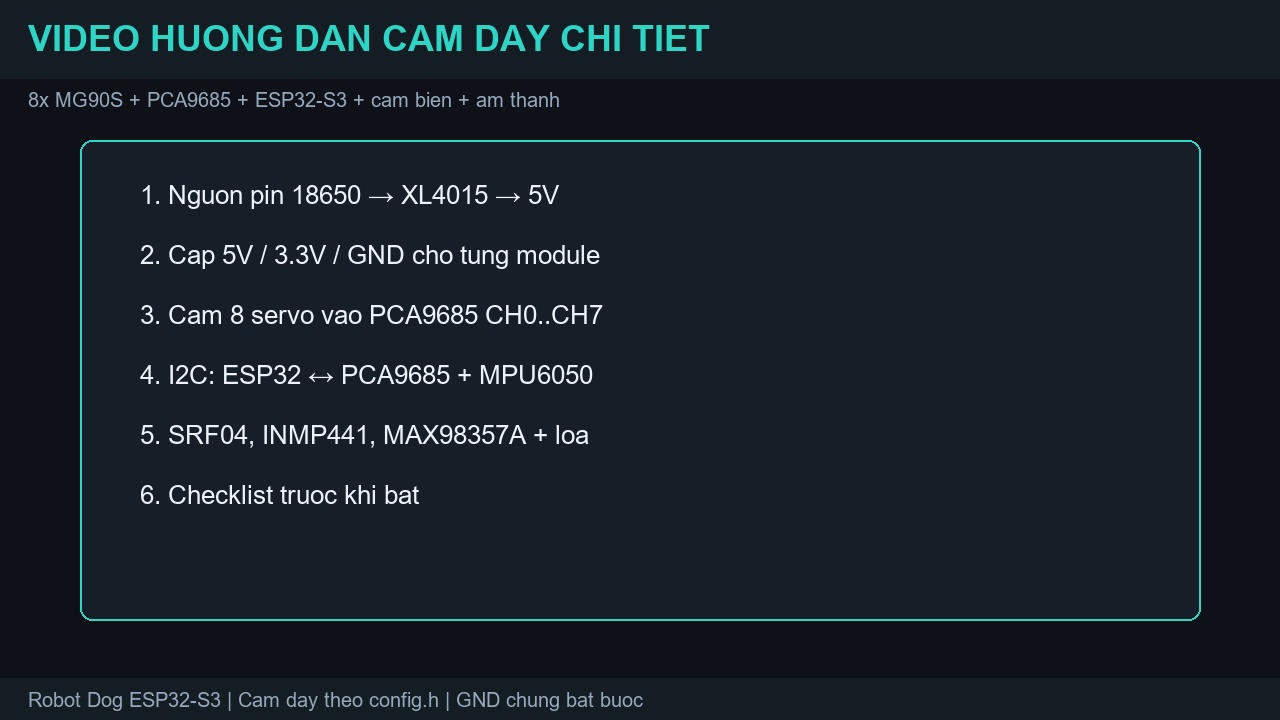 VIDEO HUONG DAN CAM DAY CHI TIET
8x MG90S + PCA9685 + ESP32-S3 + cam bien + am thanh
1. Nguon pin 18650 → XL4015 → 5V
2. Cap 5V / 3.3V / GND cho tung module
3. Cam 8 servo vao PCA9685 CH0..CH7
4. I2C: ESP32 ↔ PCA9685 + MPU6050
5. SRF04, INMP441, MAX98357A + loa
6. Checklist truoc khi bat
Robot Dog ESP32-S3 | Cam day theo config.h | GND chung bat buoc